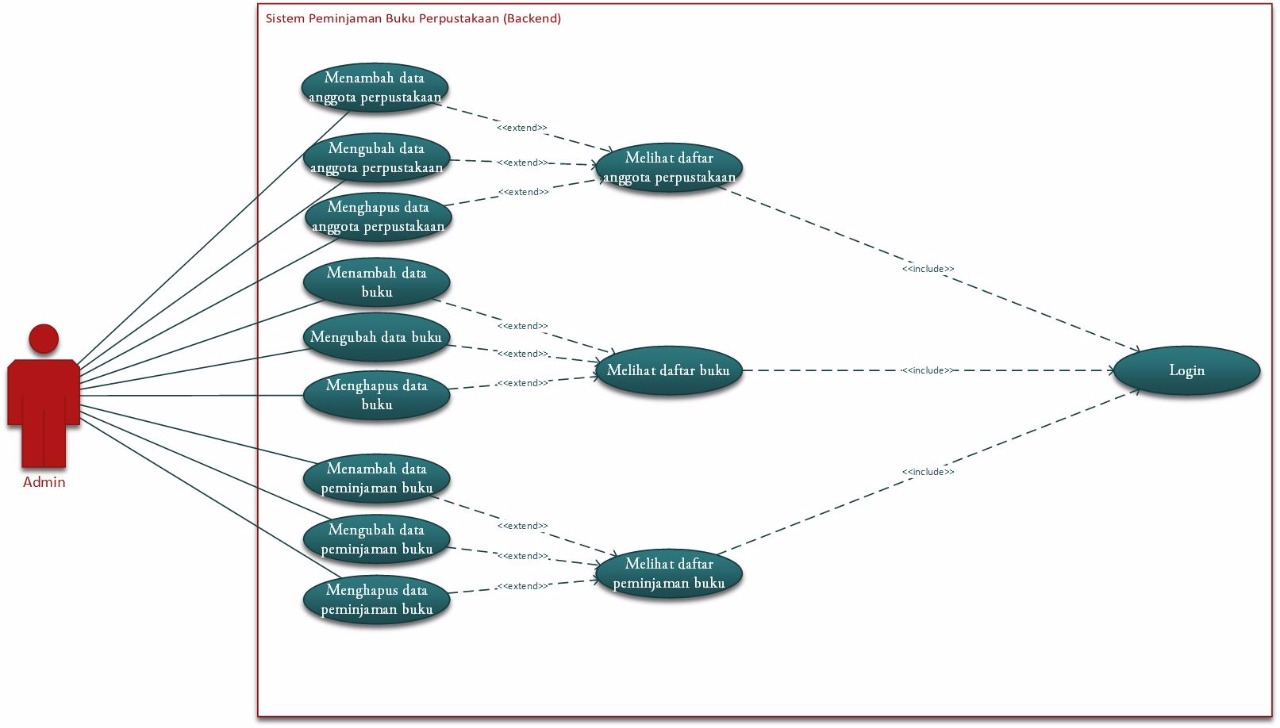 Sistem Peminjaman Buku Perpustakaan (Backend)
Menambah data
anggota perpustakaan
<<extend>>
Mengubah data
anggota perpustakaan
<<extend>>
Melihat daftar
anggota perpustakaan
Menghapus data
anggota perpustakaan
<<extend>>
<<include>>
Menambah data
buku
<<extend>>
Mengubah data buku
<<extend>>
Melihat daftar buku
<<include>>
Login
Menghapus data
buku
<<extend>>
Admin
<<include>>
Menambah data
peminjaman buku
<<extend>>
Mengubah data
peminjaman buku
<<extend>>
Melihat daftar
peminjaman buku
Menghapus data
peminjaman buku
<<extend>>